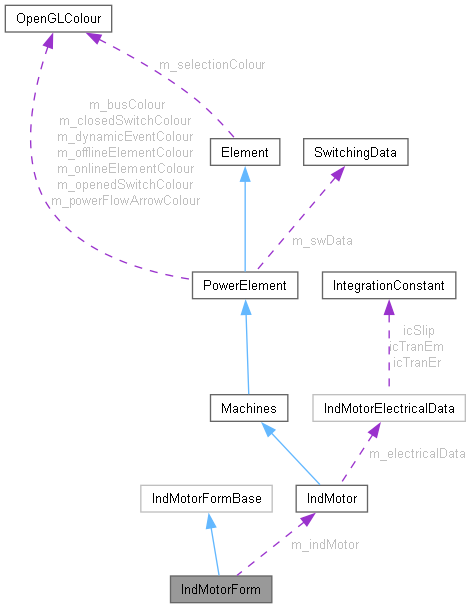 OpenGLColour
m_selectionColour
m_busColour
m_closedSwitchColour
m_dynamicEventColour
m_offlineElementColour
m_onlineElementColour
m_openedSwitchColour
m_powerFlowArrowColour
Element
SwitchingData
m_swData
PowerElement
IntegrationConstant
icSlip
icTranEm
icTranEr
Machines
IndMotorElectricalData
m_electricalData
IndMotorFormBase
IndMotor
m_indMotor
IndMotorForm